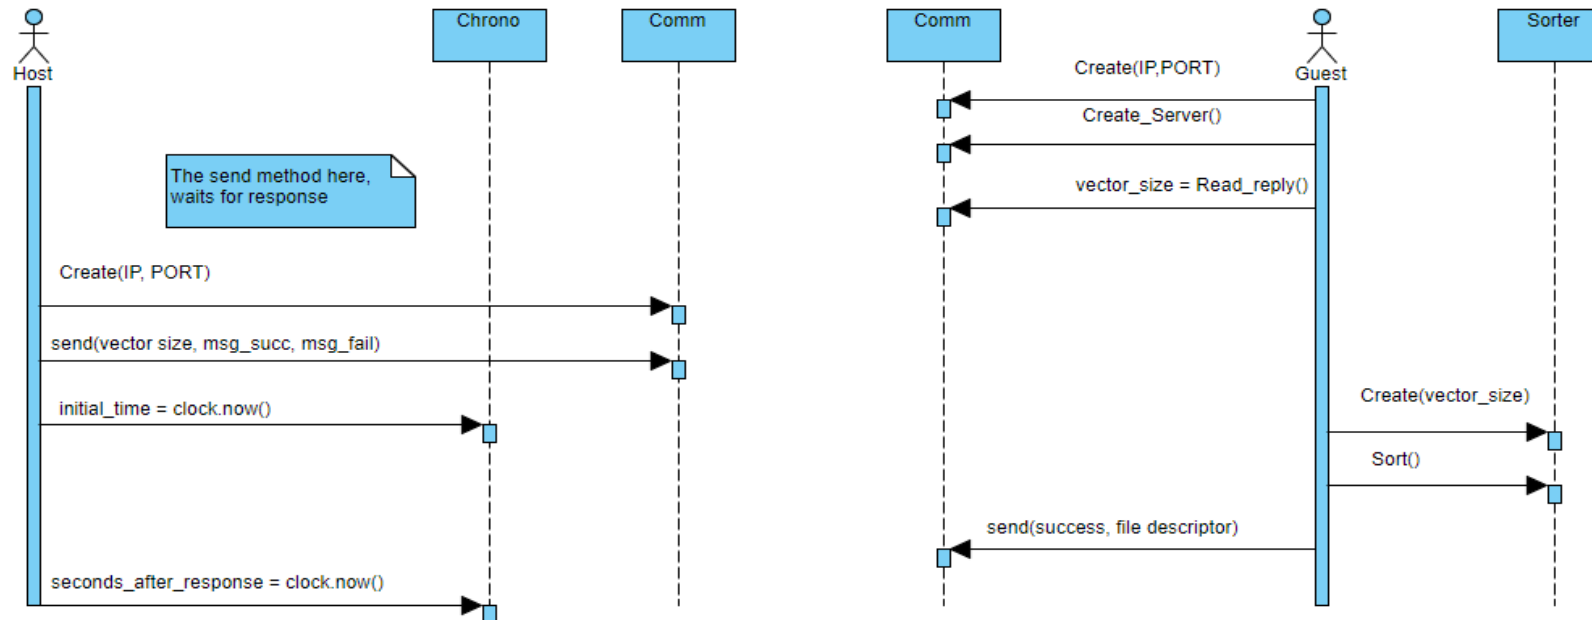 Chrono
Comm
Comm
Sorter
Host
Guest
Create(IP,PORT)
Create_Server()
The send method here,
waits for response
vector_size = Read_reply()
Create(IP, PORT)
send(vector size, msg_succ, msg_fail)
initial_time = clock.now()
Create(vector_size)
Sort()
send(success, file descriptor)
seconds_after_response = clock.now()